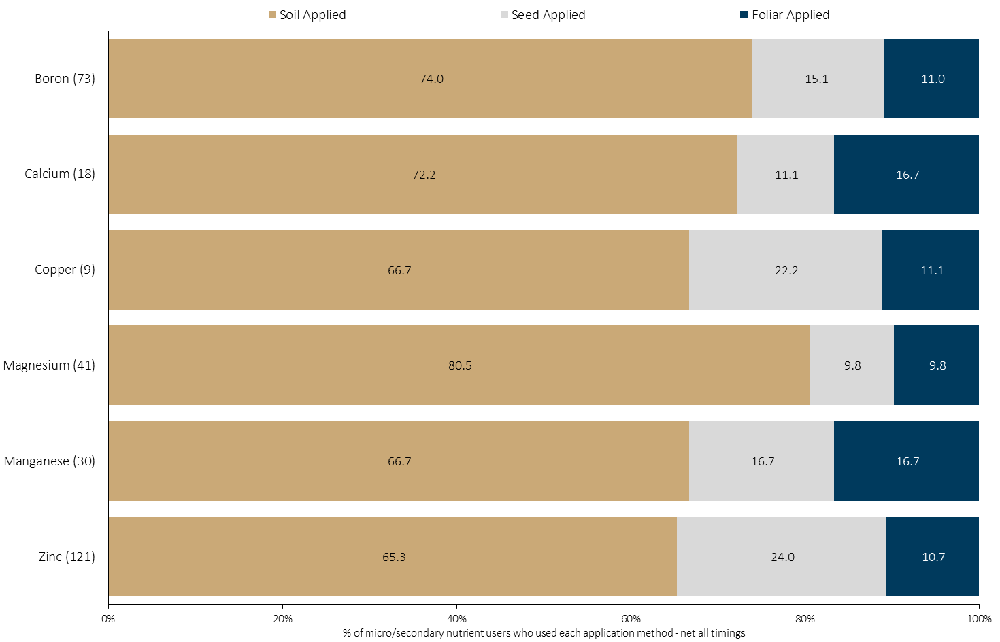 Soil Applied Seed Applied Foliar Applied
Boron (73) 74.0 15.1 11.0
Calcium (18) 72.2 11.1 16.7
Copper (9) 66.7 22.2 11.1
Magnesium (41) 80.5 9.8 9.8
Manganese (30) 66.7 16.7 16.7
Zinc (121) 65.3 24.0 10.7
0% 20% 40% 60% 80% 100%
% of micro/secondary nutrient users who used each application method - net all timings